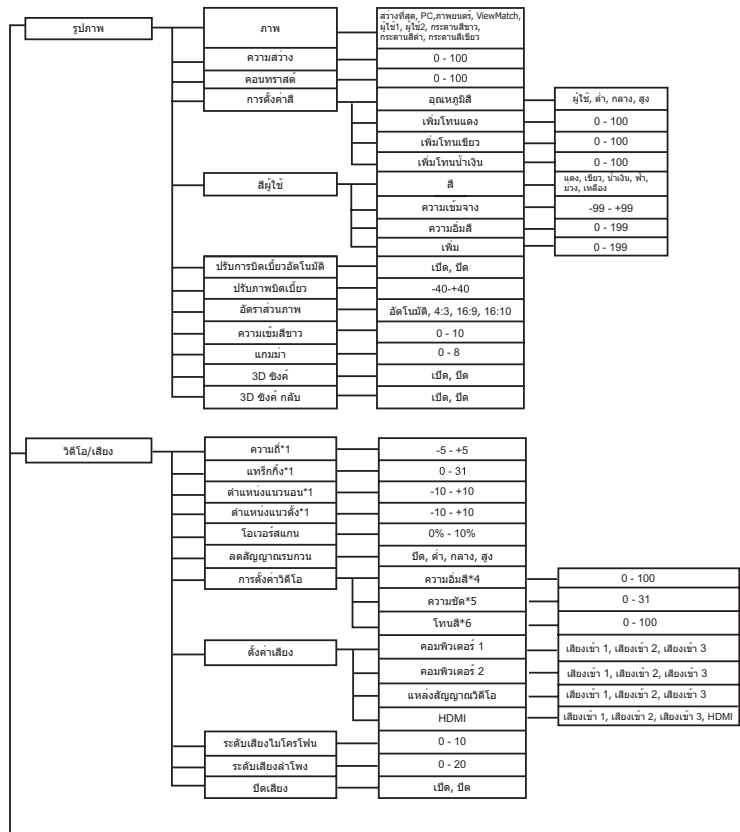 รูปภาพ
ภาพ
สว่างที่สุด, PC,ภาพยนตร์, ViewMatch,
ผู้ใช้1, ผู้ใช้2, กระดานสีขาว,
กระดานสีดำ, กระดานสีเขียว
ความสว่าง
0 - 100
คอนทราสต์
0 - 100
การตั้งค่าสี
อุณหภูมิสี
ผู้ใช้, ต่ำ, กลาง, สูง
เพิ่มโทนแดง
0 - 100
เพิ่มโทนเขียว
0 - 100
เพิ่มโทนน้ำเงิน
0 - 100
สีผู้ใช้
สี
แดง, เขียว, น้ำเงิน, ฟ้า,
ม่วง, เหลือง
ความเข้มจาง
-99 - +99
ความอิ่มสี
0 - 199
เพิ่ม
0 - 199
ปรับการบิดเบี้ยวอัตโนมัติ
เปิด, ปิด
ปรับภาพบิดเบี้ยว
-40-+40
อัตราส่วนภาพ
อัตโนมัติ, 4:3, 16:9, 16:10
ความเข้มสีขาว
0 - 10
แกมม่า
0 - 8
3D ซิงค์
เปิด, ปิด
3D ซิงค์ กลับ
เปิด, ปิด
วิดีโอ/เสียง
ความถี่*1
-5 - +5
แทร็กกิ้ง*1
0 - 31
ตำแหน่งแนวนอน*1
-10 - +10
ตำแหน่งแนวตั้ง*1
-10 - +10
โอเวอร์สแกน
0% - 10%
ลดสัญญาณรบกวน
ปิด, ต่ำ, กลาง, สูง
การตั้งค่าวิดีโอ
ความอิ่มสี*4
0 - 100
ความชัด*5
0 - 31
โทนสี*6
0 - 100
ตั้งค่าเสียง
คอมพิวเตอร์ 1
เสียงเข้า 1, เสียงเข้า 2, เสียงเข้า 3
คอมพิวเตอร์ 2
เสียงเข้า 1, เสียงเข้า 2, เสียงเข้า 3
แหล่งสัญญาณวิดีโอ
เสียงเข้า 1, เสียงเข้า 2, เสียงเข้า 3
HDMI
เสียงเข้า 1, เสียงเข้า 2, เสียงเข้า 3, HDMI
ระดับเสียงไมโครโฟน
0 - 10
ระดับเสียงลำโพง
0 - 20
ปิดเสียง
เปิด, ปิด